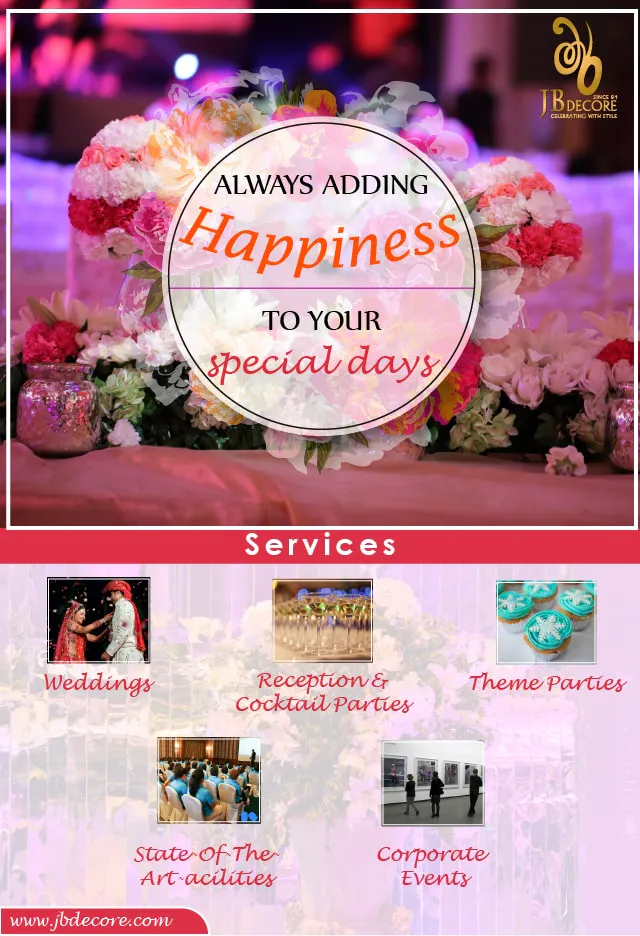 SINCE 84
JB DECORE
CELEBRATING WITH STYLE
ALWAYS ADDING
Happiness
TO YOUR
special days
Services
Weddings
Reception &
Cocktail Parties
Theme Parties
State-Of-The-
Art-acilities
Corporate
Events
www.jbdecore.com